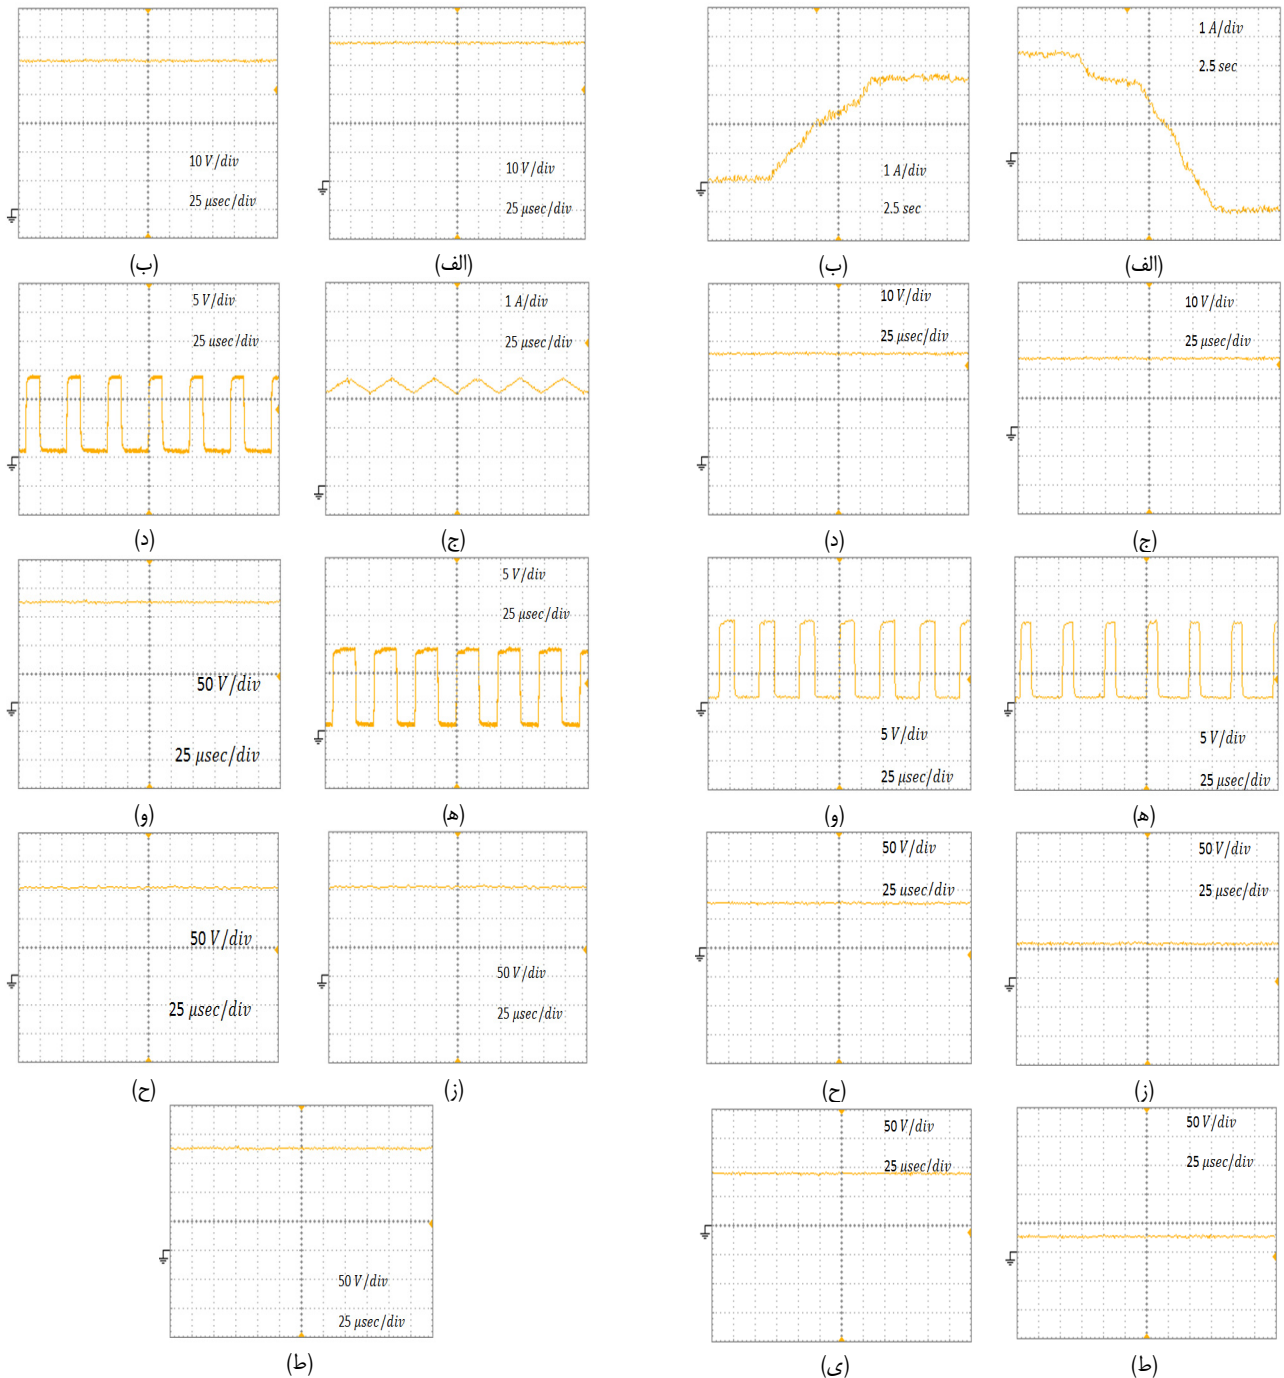 10 V/div
25 μsec/div
(ب)
10 V/div
25 μsec/div
(الف)
1 A/div
2.5 sec
(ب)
1 A/div
2.5 sec
(الف)
5 V/div
25 μsec/div
(د)
1 A/div
25 μsec/div
(ج)
10 V/div
25 μsec/div
(د)
10 V/div
25 μsec/div
(ج)
50 V/div
25 μsec/div
(و)
5 V/div
25 μsec/div
(ه)
5 V/div
25 μsec/div
(و)
5 V/div
25 μsec/div
(ه)
50 V/div
25 μsec/div
(ح)
50 V/div
25 μsec/div
(ز)
50 V/div
25 μsec/div
(ح)
50 V/div
25 μsec/div
(ز)
50 V/div
25 μsec/div
(ط)
50 V/div
25 μsec/div
(ی)
50 V/div
25 μsec/div
(ط)